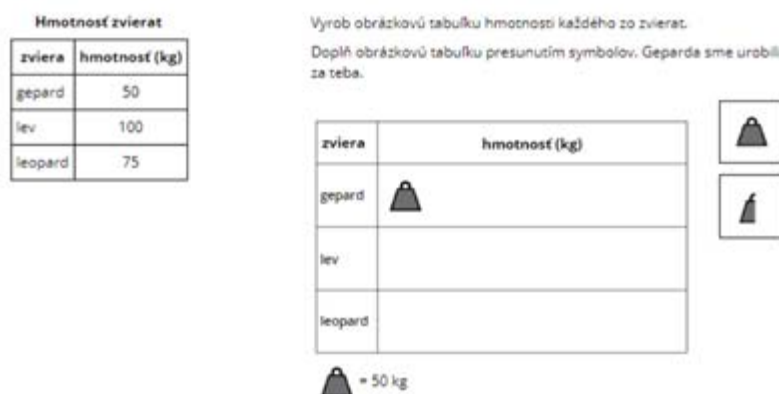 Hmotnosť zvierat
zviera hmotnosť (kg)
gepard 50
lev 100
leopard 75
Vyrob obrázkovú tabuľku hmotnosti každého zo zvierat.
Doplň obrázkovú tabuľku presunutím symbolov. Geparda sme urobili
za teba.
zviera hmotnosť (kg)
gepard
lev
leopard
= 50 kg